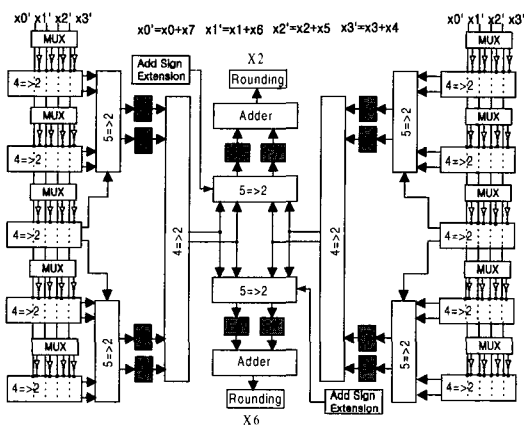 x0' x1' x2' x3'
x0'=x0+x7 x1'=x1+x6 x2'=x2+x5 x3'=x3+x4
x0' x1' x2' x3'
MUX
Add Sign
Extension
X2
Rounding
MUX
4=>2
5=>2
Adder
5=>2
4=>2
MUX
MUX
4=>2
4=>2
MUX
5=>2
MUX
4=>2
4=>2
4=>2
4=>2
MUX
5=>2
MUX
4=>2
5=>2
5=>2
4=>2
MUX
Adder
MUX
4=>2
Rounding
Add Sign
Extension
4=>2
X6